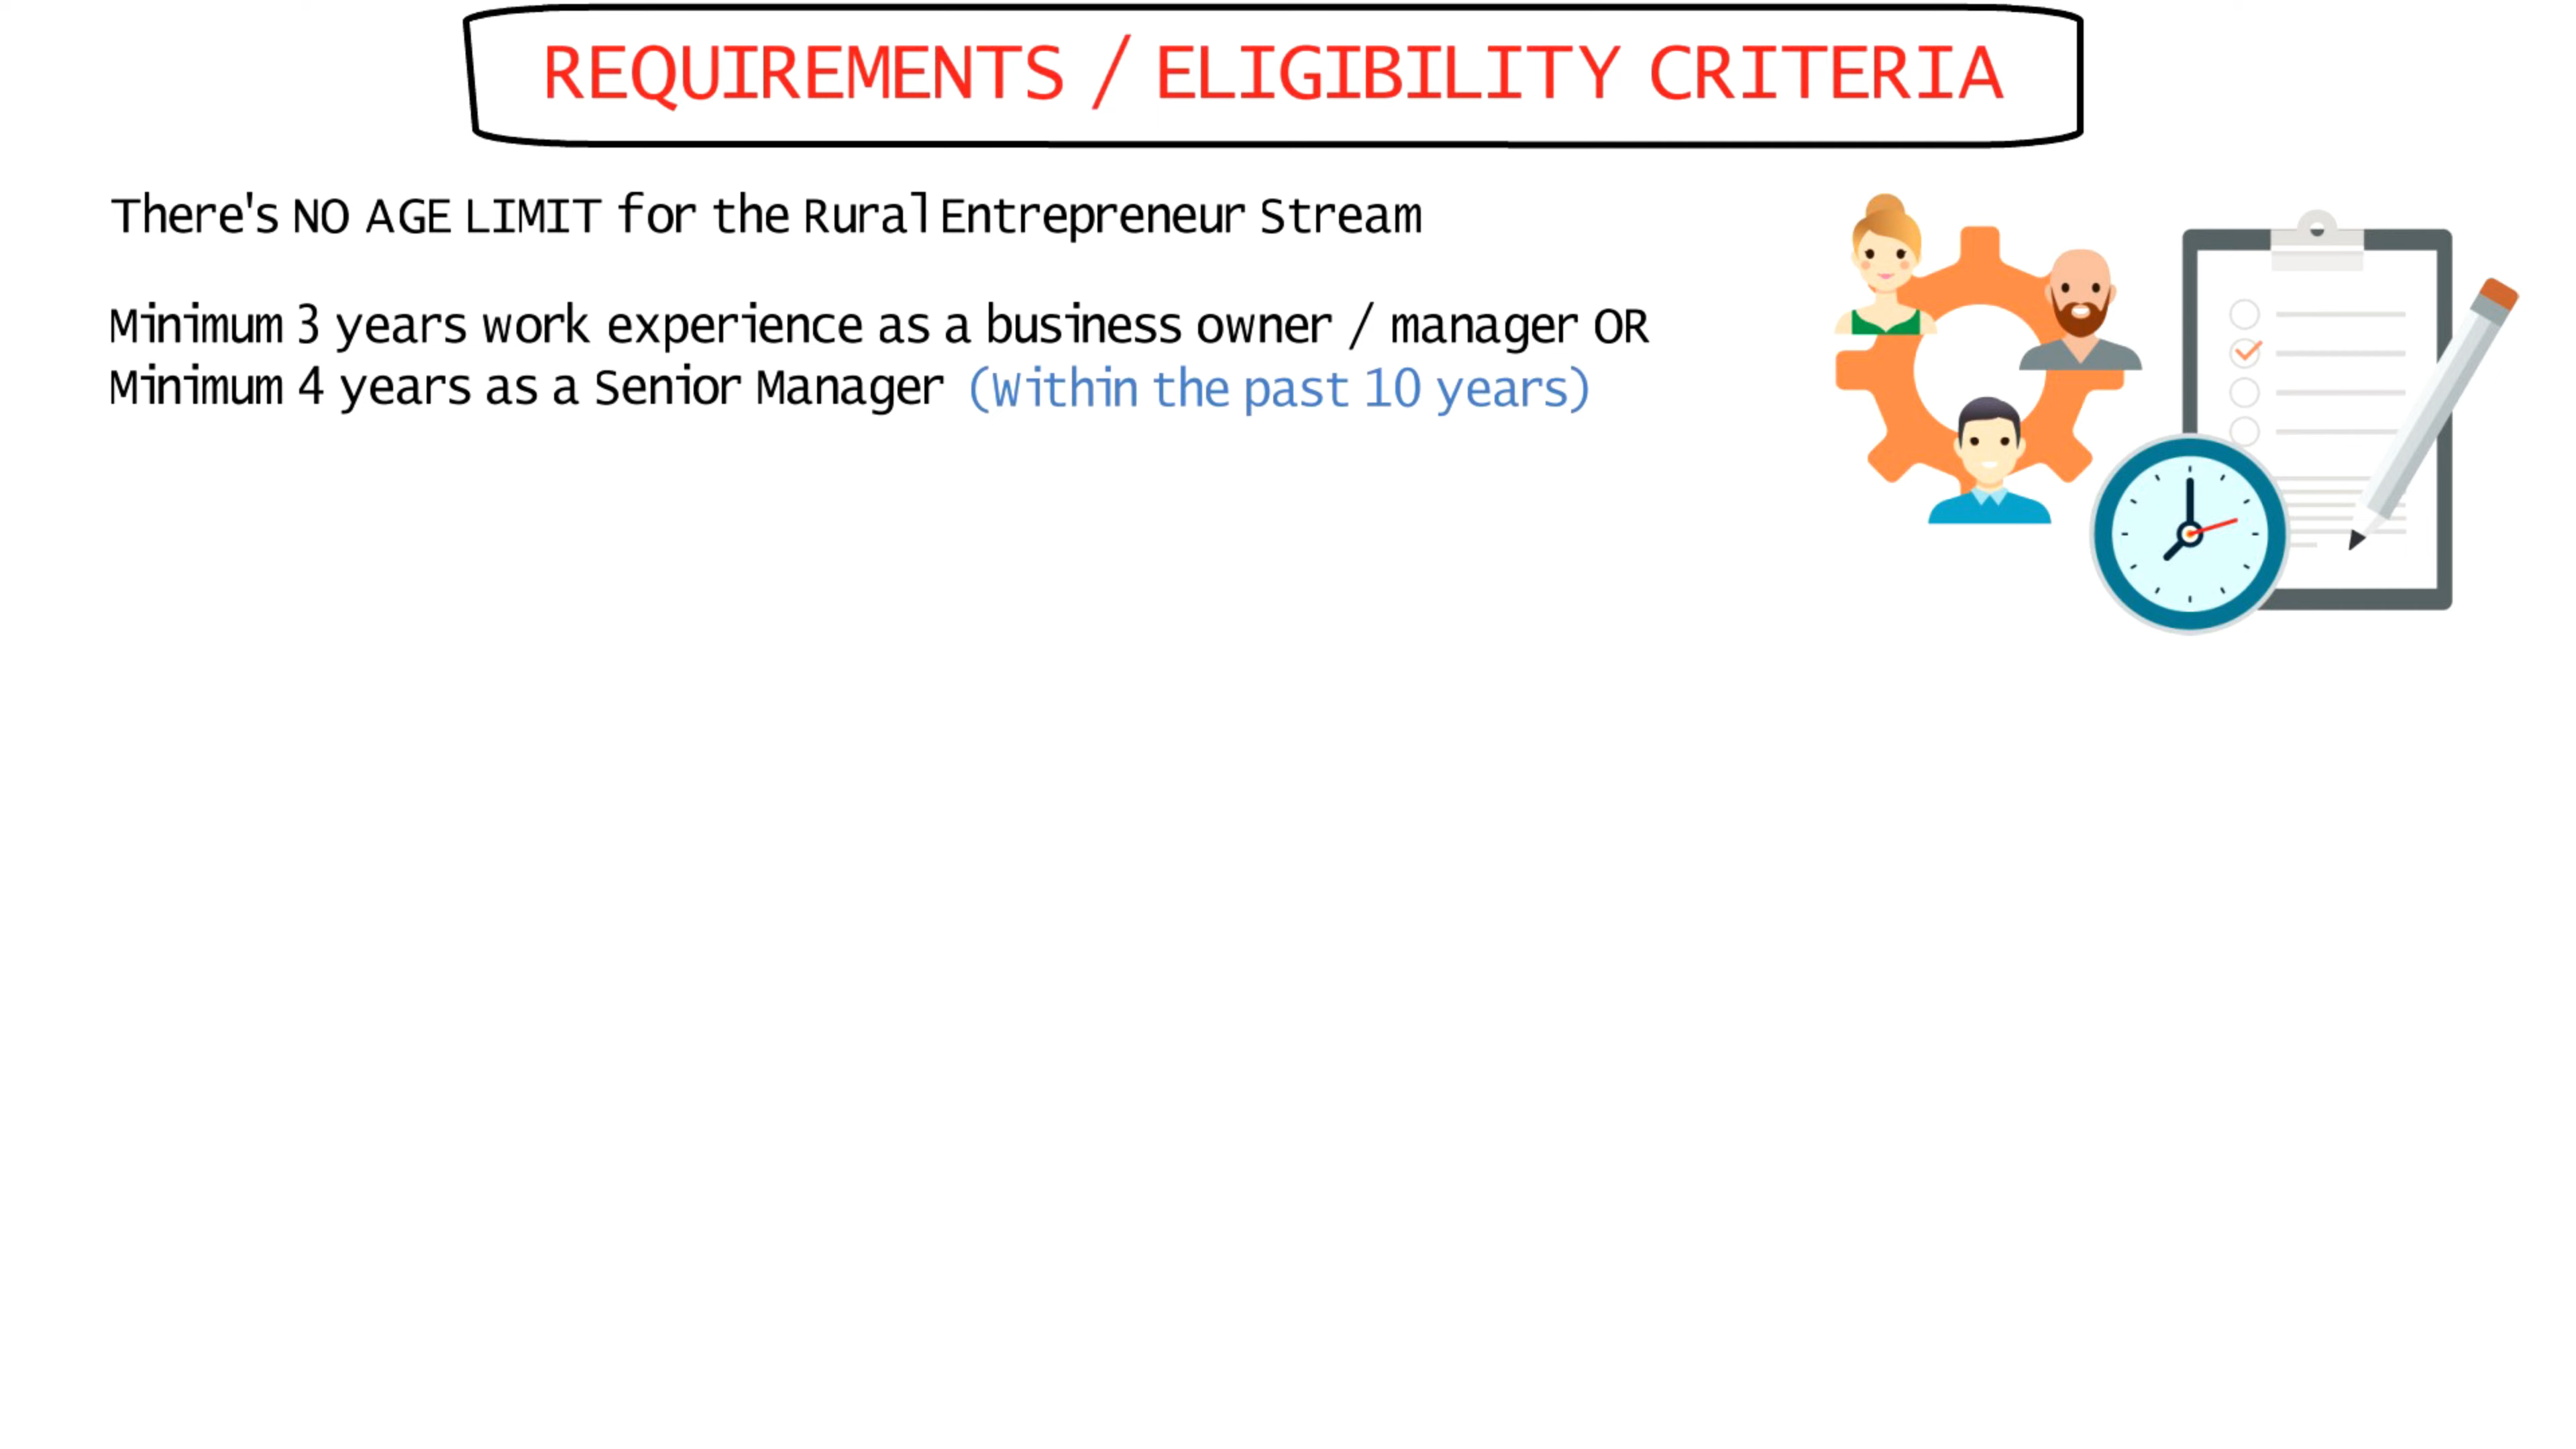 REQUIREMENTS / ELIGIBILITY CRITERIA
There's NO AGE LIMIT for the Rural Entrepreneur Stream
Minimum 3 years work experience as a business owner / manager OR
Minimum 4 years as a Senior Manager (Within the past 10 years)